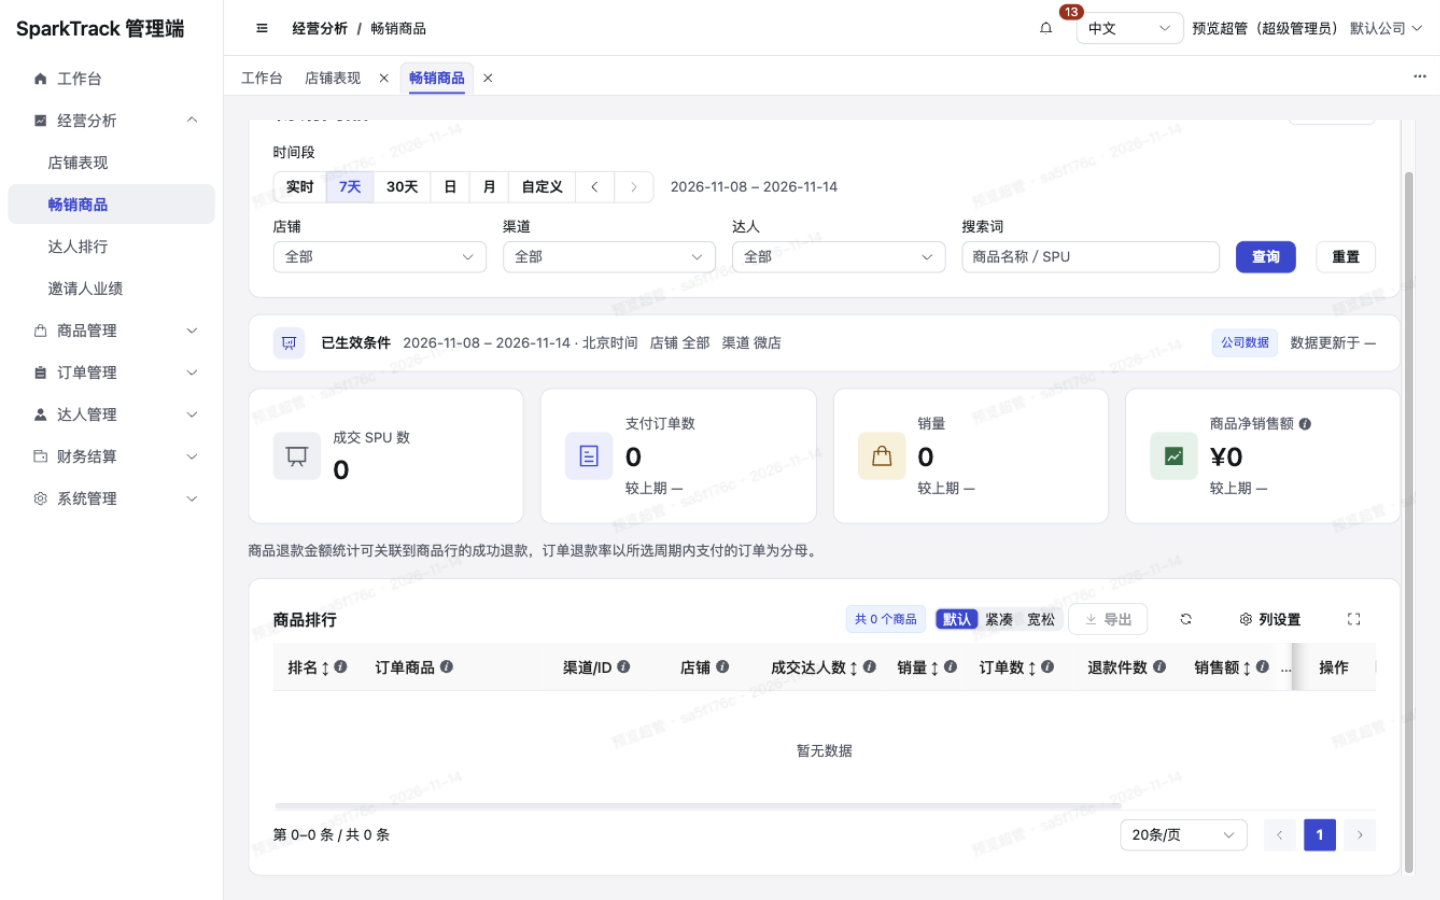 SparkTrack 管理端
经营分析 / 畅销商品
13
中文
预览超管（超级管理员）
默认公司
工作台
店铺表现
畅销商品
工作台
经营分析
店铺表现
畅销商品
达人排行
邀请人业绩
商品管理
订单管理
达人管理
财务结算
系统管理
时间段
实时 7天 30天 日 月 自定义 2026-11-08 – 2026-11-14
店铺 渠道 达人 搜索词
全部 全部 全部 商品名称 / SPU 查询 重置
已生效条件 2026-11-08 – 2026-11-14 · 北京时间 店铺 全部 渠道 微店 公司数据 数据更新于 —
成交 SPU 数
0
支付订单数
0
较上期 —
销量
0
较上期 —
商品净销售额
¥0
较上期 —
商品退款金额统计可关联到商品行的成功退款，订单退款率以所选周期内支付的订单为分母。
商品排行 共 0 个商品 默认 紧凑 宽松 导出 列设置
排名 订单商品 渠道/ID 店铺 成交达人数 销量 订单数 退款件数 销售额 ... 操作
暂无数据
第 0–0 条 / 共 0 条 20条/页 1
预览超管 · sa5f176c · 2026-11-14